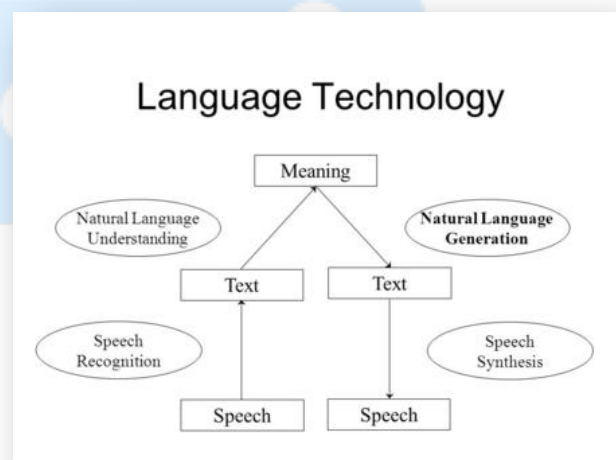 Language Technology
Meaning
Natural Language
Understanding
Natural Language
Generation
Text
Text
Speech
Recognition
Speech
Synthesis
Speech
Speech